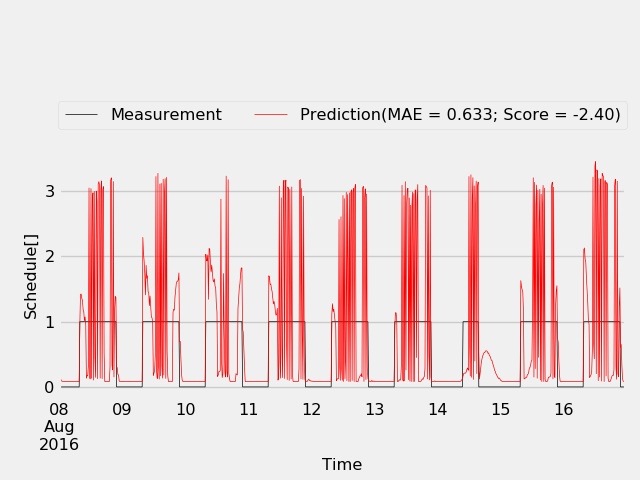 Measurement
Prediction(MAE = 0.633; Score = -2.40)
3
2
1
0
Schedule[]
08 09 10 11 12 13 14 15 16
Aug
2016
Time